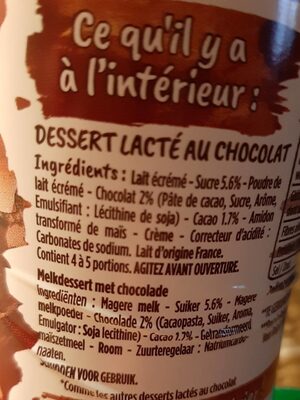 Ce qu'il y a
à l'intérieur :
DESSERT LACTÉ AU CHOCOLAT
Ingrédients : Lait écrémé - Sucre 5.6% - Poudre de
lait écrémé - Chocolat 2% (Pâte de cacao, Sucre, Arôme,
Emulsifiant : Lécithine de soja) - Cacao 1.7% - Amidon
transformé de maïs - Crème - Correcteur d'acidité :
Carbonates de sodium. Lait d'origine France.
Contient 4 à 5 portions. AGITEZ AVANT OUVERTURE.
Melkdessert met chocolade
Ingrediënten : Magere melk - Suiker 5.6% - Magere
melkpoeder - Chocolade 2% (Cacaopasta, Suiker, Aroma,
Emulgator : Soja lecithine) - Cacao 1.7% - Getransformeerd
maïszetmeel - Room - Zuurteregelaar : Natriumcarbo-
naten.
VOOR GEBRUIK.
*Comme les autres desserts lactés au chocolat